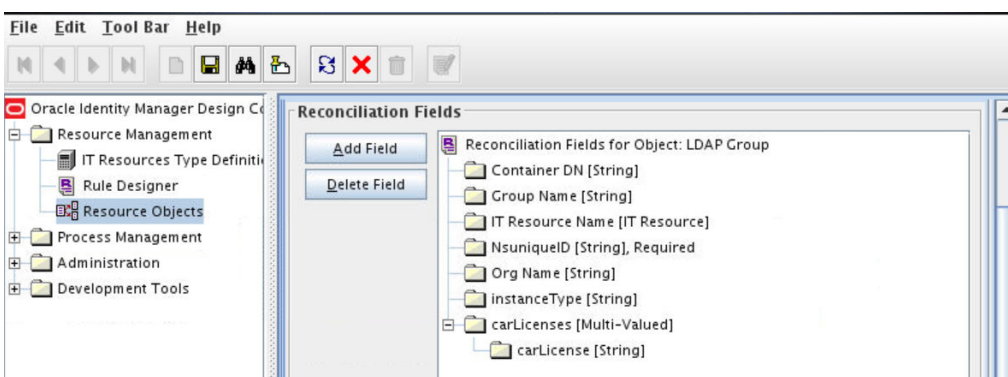 File Edit Tool Bar Help
Oracle Identity Manager Design Co
Resource Management
IT Resources Type Definitio
Rule Designer
Resource Objects
Process Management
Administration
Development Tools
Reconciliation Fields
Add Field
Delete Field
Reconciliation Fields for Object: LDAP Group
Container DN [String]
Group Name [String]
IT Resource Name [IT Resource]
NsuniqueID [String], Required
Org Name [String]
instanceType [String]
carLicenses [Multi-Valued]
carLicense [String]